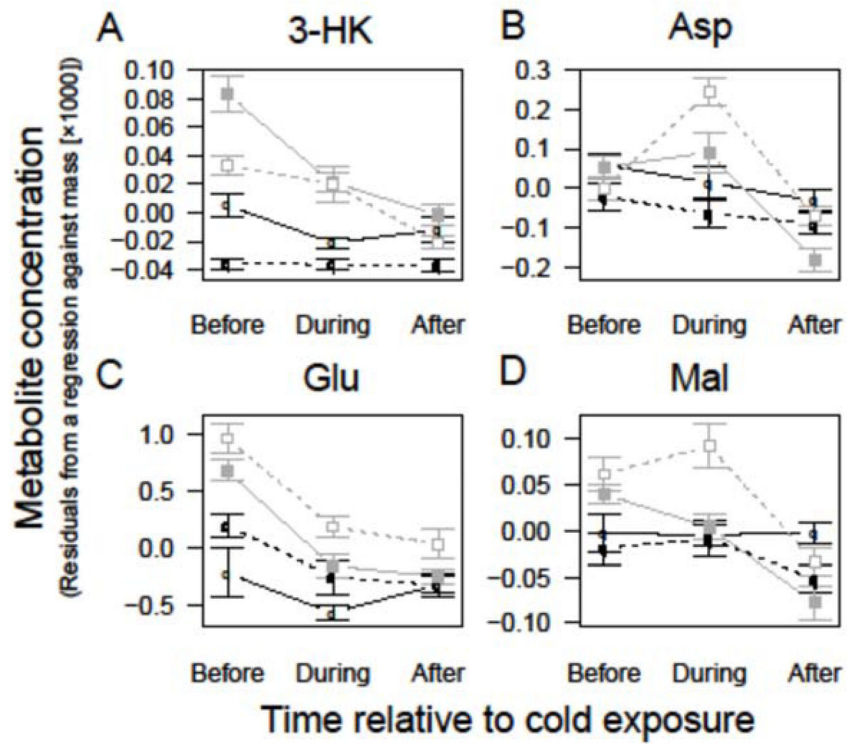 A 3-HK
B Asp
0.10
0.08
0.06
0.04
0.02
0.00
−0.02
−0.04
0.3
0.2
0.1
0.0
−0.1
−0.2
Before During After
Before During After
C Glu
D Mal
1.0
0.5
0.0
−0.5
0.10
0.05
0.00
−0.05
−0.10
Before During After
Before During After
Metabolite concentration
(Residuals from a regression against mass [×1000])
Time relative to cold exposure